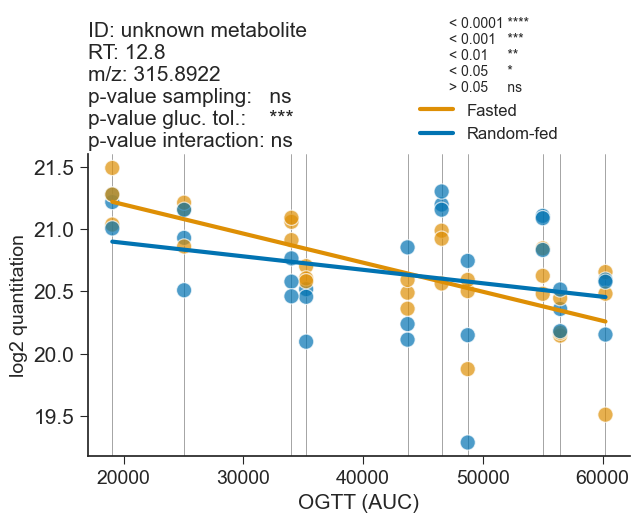 ID: unknown metabolite
RT: 12.8
m/z: 315.8922
p-value sampling: ns
p-value gluc. tol.: ***
p-value interaction: ns
< 0.0001 ****
< 0.001 ***
< 0.01 **
< 0.05 *
> 0.05 ns
Fasted
Random-fed
21.5
21.0
20.5
20.0
19.5
log2 quantitation
20000 30000 40000 50000 60000
OGTT (AUC)